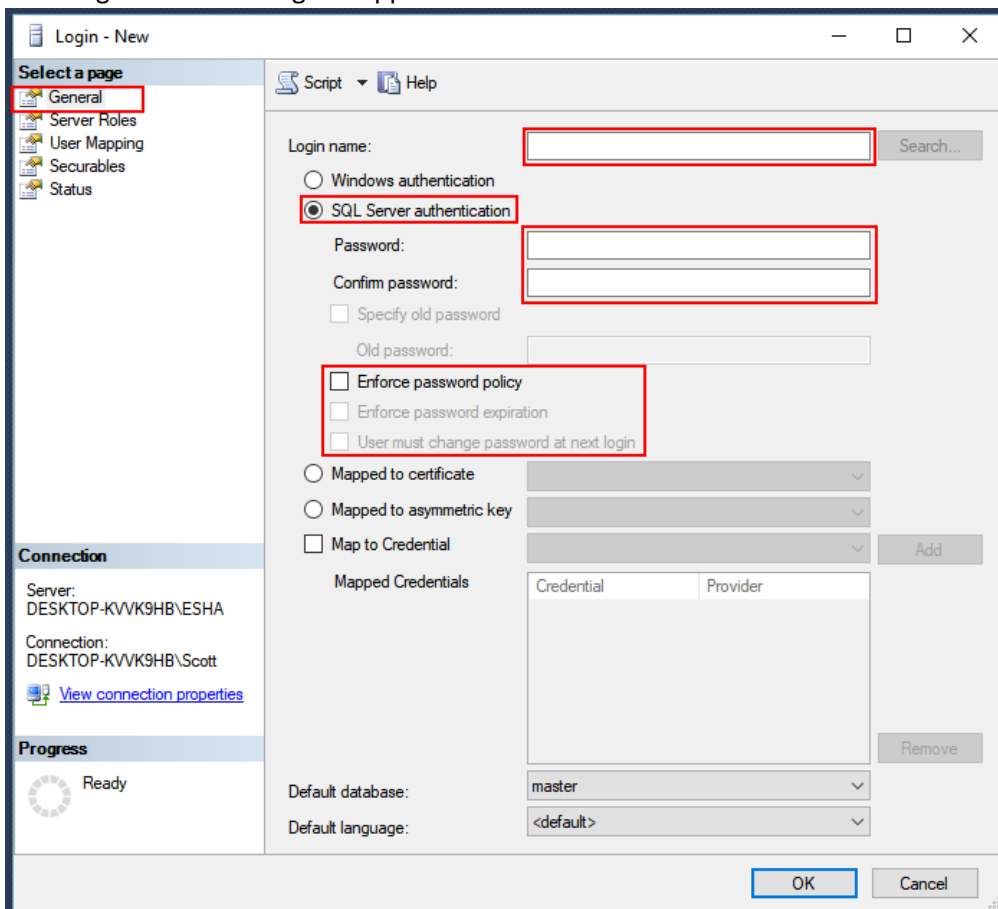 Login - New
Select a page
General
Server Roles
User Mapping
Securables
Status
Script Help
Login name:
Search...
Windows authentication
SQL Server authentication
Password:
Confirm password:
Specify old password
Old password:
Enforce password policy
Enforce password expiration
User must change password at next login
Mapped to certificate
Mapped to asymmetric key
Map to Credential
Add
Mapped Credentials
Credential Provider
Remove
Default database: master
Default language: <default>
Connection
Server:
DESKTOP-KVVK9HB\ESHA
Connection:
DESKTOP-KVVK9HB\Scott
View connection properties
Progress
Ready
OK Cancel